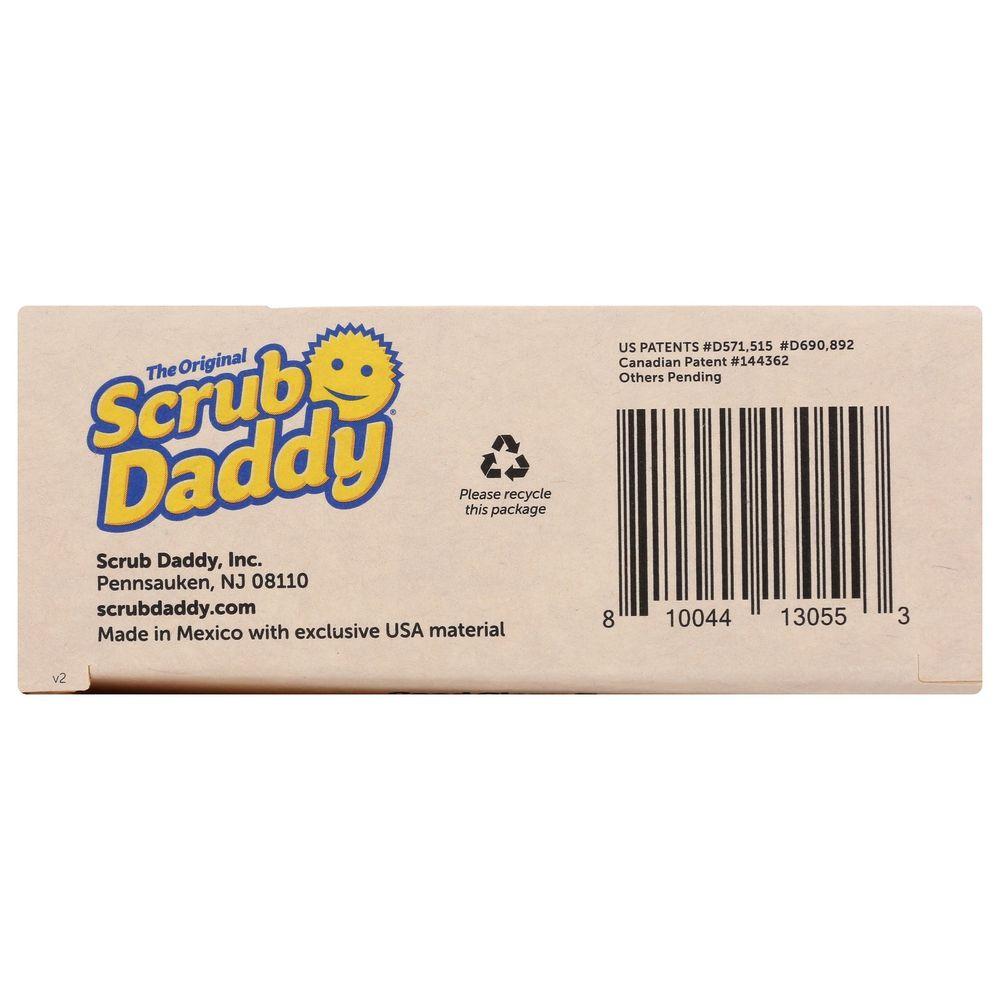 The Original
Scrub
Daddy®
Scrub Daddy, Inc.
Pennsauken, NJ 08110
scrubdaddy.com
Made in Mexico with exclusive USA material
v2
Please recycle
this package
US PATENTS #D571,515 #D690,892
Canadian Patent #144362
Others Pending
8 10044 13055 3